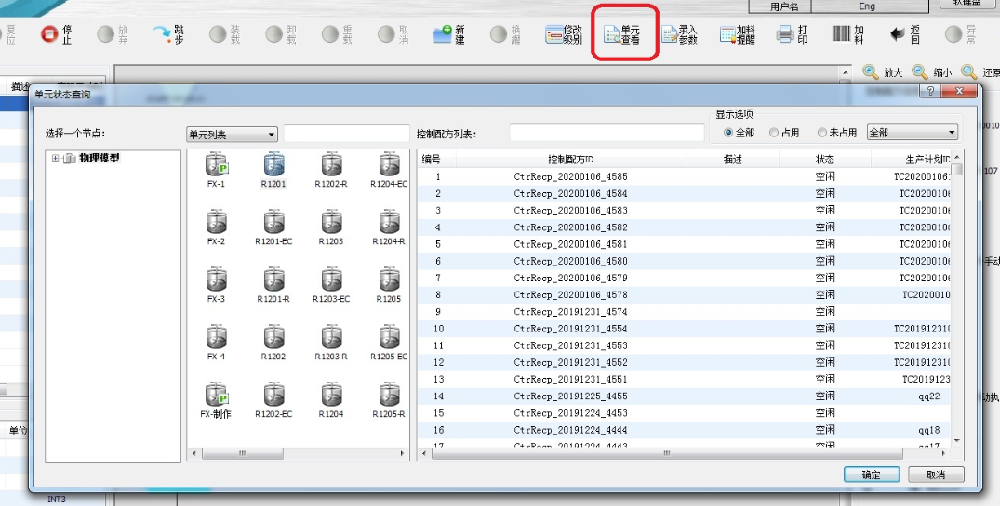 用户名 Eng 软键盘
复位 停止 放弃 跳步 装载 卸载 重载 取消 新建 换罐 修改级别 单元查看 录入参数 加料提醒 打印 加料 返回 异常
描述 放大 缩小 还原
单元状态查询
选择一个节点: 单元列表 控制配方列表: 显示选项
全部 占用 未占用 全部
物理模型
FX-1 R1201 R1202-R R1204-EC
FX-2 R1201-EC R1203 R1204-R
FX-3 R1201-R R1203-EC R1205
FX-4 R1202 R1203-R R1205-EC
FX-制作 R1202-EC R1204 R1205-R
编号 控制配方ID 描述 状态 生产计划ID
1 CtrRecp_20200106_4585 空闲 TC20200106
2 CtrRecp_20200106_4584 空闲 TC2020010
3 CtrRecp_20200106_4583 空闲 TC2020010
4 CtrRecp_20200106_4582 空闲 TC2020010
5 CtrRecp_20200106_4581 空闲 TC2020010
6 CtrRecp_20200106_4580 空闲 TC2020010
7 CtrRecp_20200106_4579 空闲 TC2020010
8 CtrRecp_20200106_4578 空闲 TC202010
9 CtrRecp_20191231_4574 空闲
10 CtrRecp_20191231_4554 空闲 TC20191231
11 CtrRecp_20191231_4553 空闲 TC20191231
12 CtrRecp_20191231_4552 空闲 TC20191231
13 CtrRecp_20191231_4551 空闲 TC2019123
14 CtrRecp_20191225_4455 空闲 qq22
15 CtrRecp_20191224_4453 空闲
16 CtrRecp_20191224_4444 空闲 qq18
17 CtrRecp_20191224_4443 空闲 qq17
确定 取消
单位
手动
动执
INT3